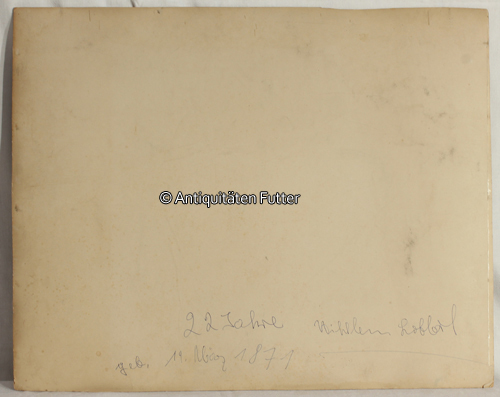 © Antiquitäten Futter
22 Jahre Wilhelm
geb. 11. März 1871